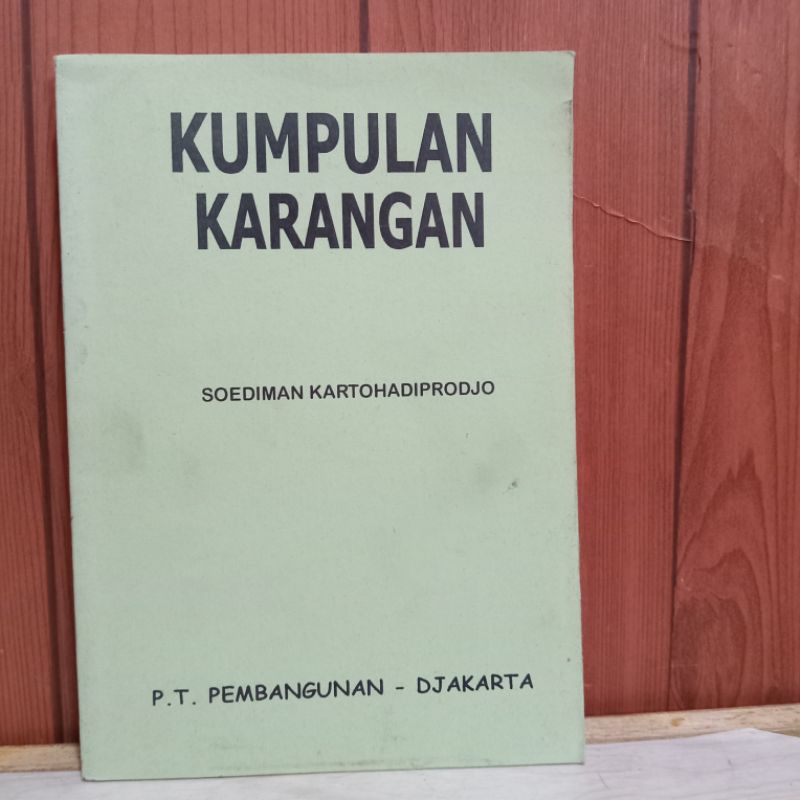 KUMPULAN
KARANGAN
SOEDIMAN KARTOHADIPRODJO
P.T. PEMBANGUNAN - DJAKARTA